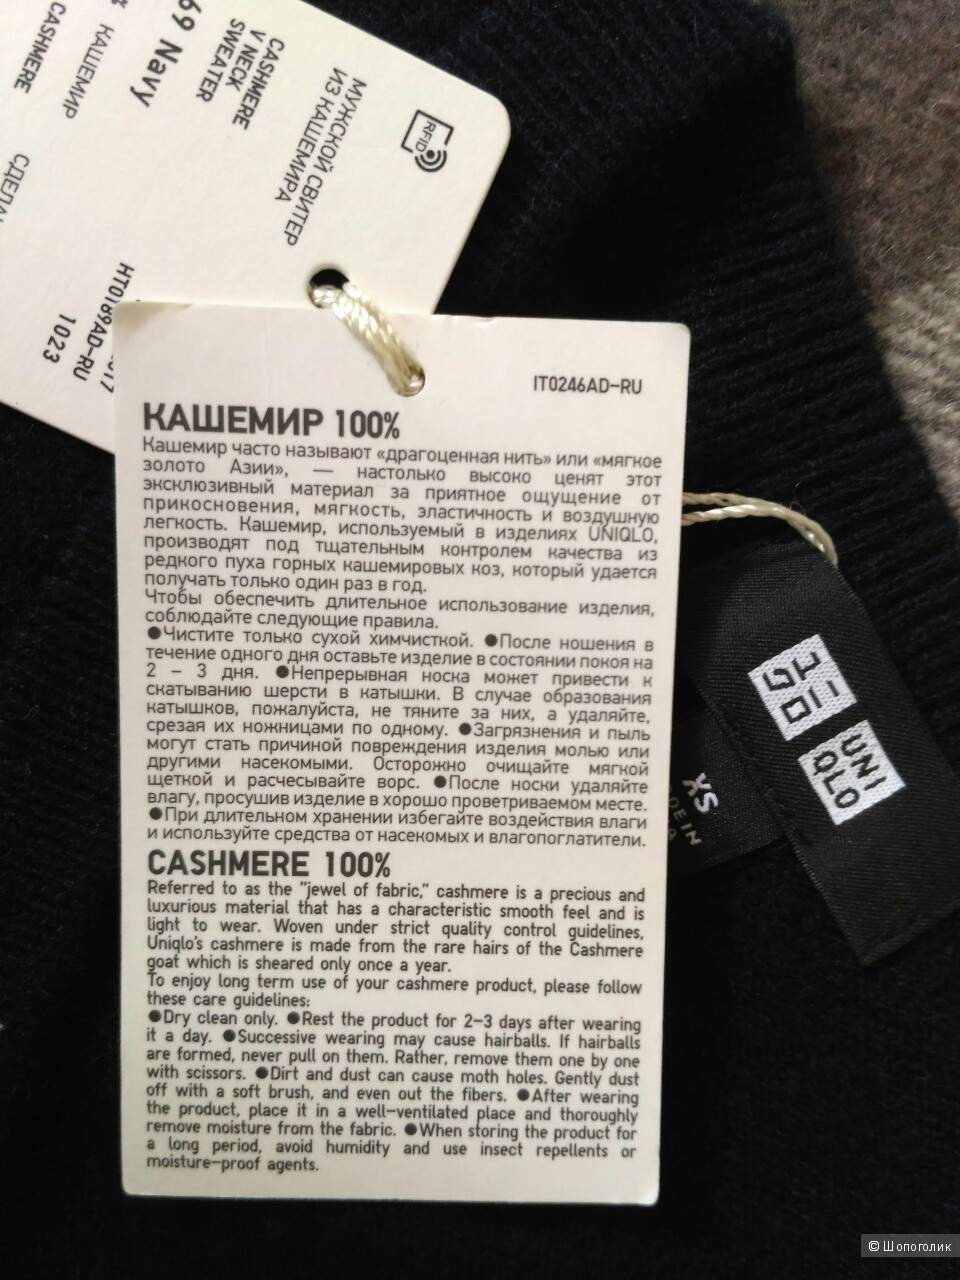 69 Navy
CASHMERE
V NECK
SWEATER
МУЖСКОЙ СВИТЕР
ИЗ КАШЕМИРА
RFID
CASHMERE
% КАШЕМИР
HT0189AD-RU
1023
IT0246AD-RU
КАШЕМИР 100%
Кашемир часто называют «драгоценная нить» или «мягкое
золото Азии», — настолько высоко ценят этот
эксклюзивный материал за приятное ощущение от
прикосновения, мягкость, эластичность и воздушную
легкость. Кашемир, используемый в изделиях UNIQLO,
производят под тщательным контролем качества из
редкого пуха горных кашемировых коз, который удается
получать только один раз в год.
Чтобы обеспечить длительное использование изделия,
соблюдайте следующие правила.
●Чистите только сухой химчисткой. ●После ношения в
течение одного дня оставьте изделие в состоянии покоя на
2 – 3 дня. ●Непрерывная носка может привести к
скатыванию шерсти в катышки. В случае образования
катышков, пожалуйста, не тяните за них, а удаляйте,
срезая их ножницами по одному. ●Загрязнения и пыль
могут стать причиной повреждения изделия молью или
другими насекомыми. Осторожно очищайте мягкой
щеткой и расчесывайте ворс. ●После носки удаляйте
влагу, просушив изделие в хорошо проветриваемом месте.
●При длительном хранении избегайте воздействия влаги
и используйте средства от насекомых и влагопоглатители.
CASHMERE 100%
Referred to as the "jewel of fabric," cashmere is a precious and
luxurious material that has a characteristic smooth feel and is
light to wear. Woven under strict quality control guidelines,
Uniqlo's cashmere is made from the rare hairs of the Cashmere
goat which is sheared only once a year.
To enjoy long term use of your cashmere product, please follow
these care guidelines:
●Dry clean only. ●Rest the product for 2-3 days after wearing
it a day. ●Successive wearing may cause hairballs. If hairballs
are formed, never pull on them. Rather, remove them one by one
with scissors. ●Dirt and dust can cause moth holes. Gently dust
off with a soft brush, and even out the fibers. ●After wearing
the product, place it in a well-ventilated place and thoroughly
remove moisture from the fabric. ●When storing the product for
a long period, avoid humidity and use insect repellents or
moisture-proof agents.
ユニ
クロ
UNI
QLO
XS
© Шопоголик